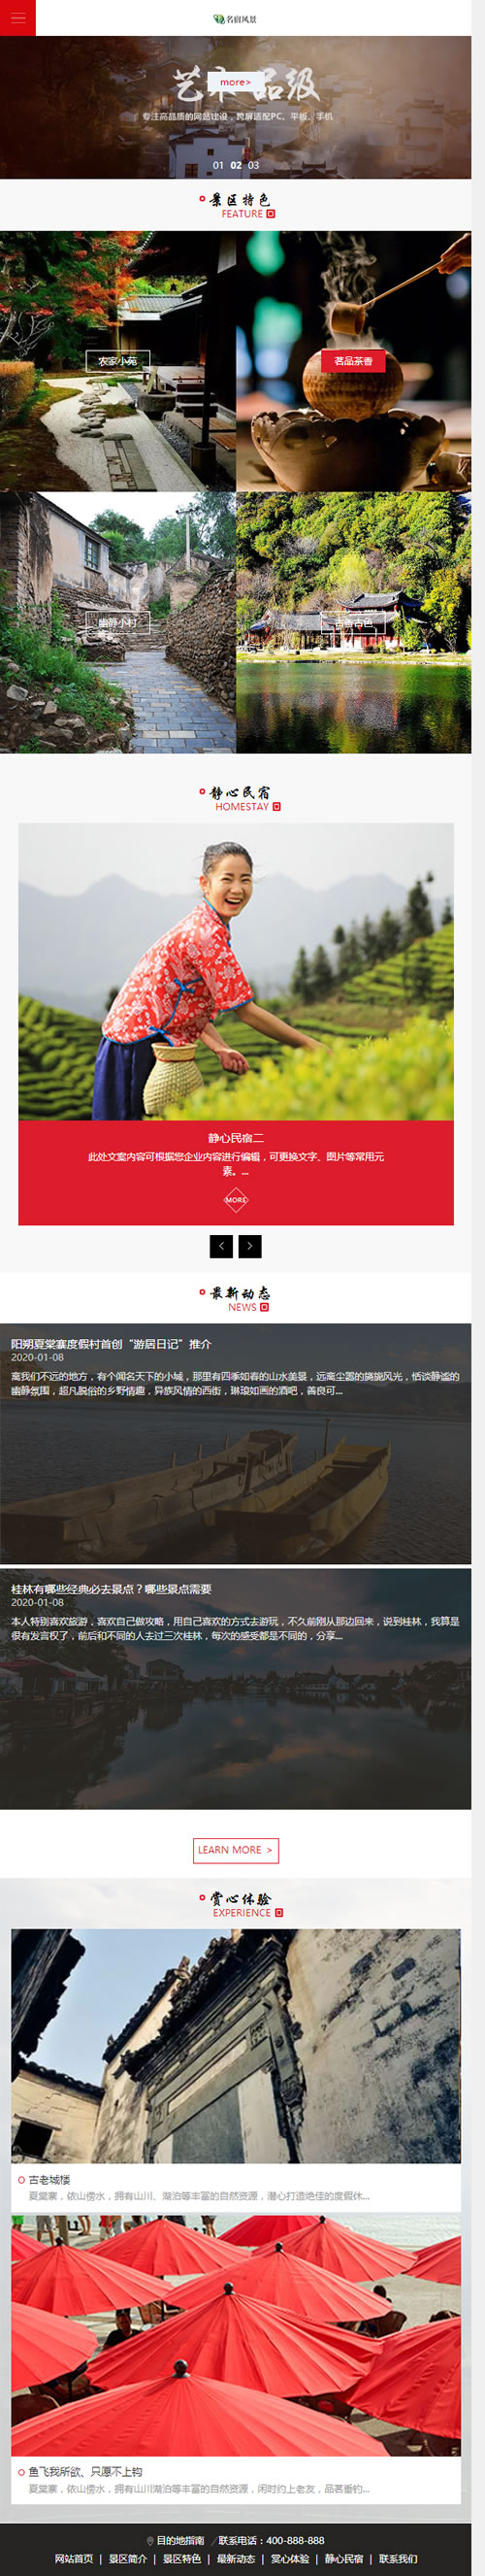 名宿风景
艺术品级
more>
专注高品质的网站建设，跨屏适配PC、平板、手机
01 02 03
景区特色
FEATURE
农家小苑
茗品茶香
幽静小村
古香古色
静心民宿
HOMESTAY
静心民宿二
此处文案内容可根据您企业内容进行编辑，可更换文字、图片等常用元
素。...
MORE
< >
最新动态
NEWS
阳朔夏棠寨度假村首创“游居日记”推介
2020-01-08
离我们不远的地方，有个闻名天下的小城，那里有四季如春的山水美景，远离尘嚣的旖旎风光，恬淡静谧的
幽静氛围，超凡脱俗的乡野情趣，异族风情的西街，琳琅如画的酒吧，善良可...
桂林有哪些经典必去景点？哪些景点需要
2020-01-08
本人特别喜欢旅游，喜欢自己做攻略，用自己喜欢的方式去游玩，不久前刚从那边回来，说到桂林，我算是
很有发言权了，前后和不同的人去过三次桂林，每次的感受都是不同的，分享...
LEARN MORE >
赏心体验
EXPERIENCE
古老城楼
夏棠寨，依山傍水，拥有山川、湖泊等丰富的自然资源，潜心打造绝佳的度假休...
鱼飞我所欲、只愿不上钩
夏棠寨，依山傍水，拥有山川湖泊等丰富的自然资源，闲时约上老友，品茗垂钓...
目的地指南 联系电话：400-888-888
网站首页 | 景区简介 | 景区特色 | 最新动态 | 赏心体验 | 静心民宿 | 联系我们